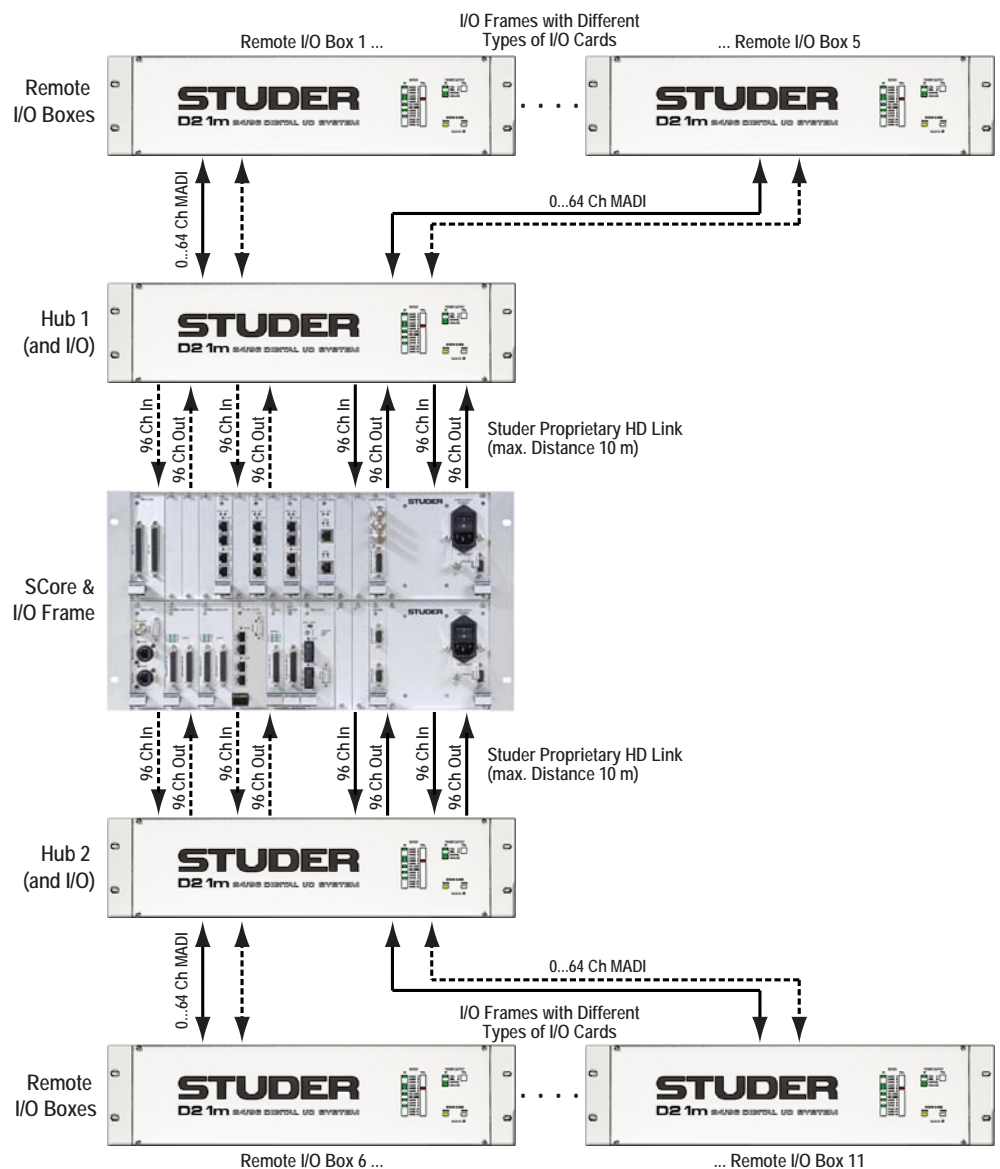 I/O Frames with Different
Types of I/O Cards
Remote I/O Box 1 ...
... Remote I/O Box 5
Remote
I/O Boxes
STUDER
D21m 24/96 DIGITAL I/O SYSTEM
. . . .
STUDER
D21m 24/96 DIGITAL I/O SYSTEM
0...64 Ch MADI
0...64 Ch MADI
Hub 1
(and I/O)
STUDER
D21m 24/96 DIGITAL I/O SYSTEM
96 Ch In
96 Ch Out
96 Ch In
96 Ch Out
96 Ch In
96 Ch Out
96 Ch In
96 Ch Out
Studer Proprietary HD Link
(max. Distance 10 m)
SCore &
I/O Frame
STUDER
STUDER
96 Ch In
96 Ch Out
96 Ch In
96 Ch Out
96 Ch In
96 Ch Out
96 Ch In
96 Ch Out
Studer Proprietary HD Link
(max. Distance 10 m)
Hub 2
(and I/O)
STUDER
D21m 24/96 DIGITAL I/O SYSTEM
0...64 Ch MADI
0...64 Ch MADI
I/O Frames with Different
Types of I/O Cards
Remote
I/O Boxes
STUDER
D21m 24/96 DIGITAL I/O SYSTEM
. . . .
STUDER
D21m 24/96 DIGITAL I/O SYSTEM
Remote I/O Box 6 ...
... Remote I/O Box 11